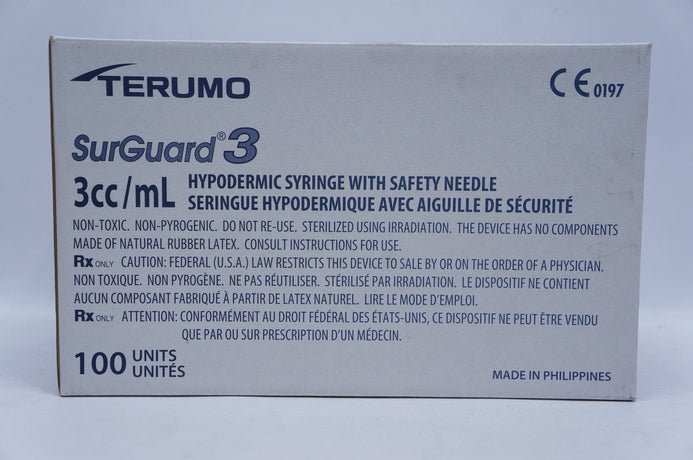 TERUMO
CE 0197
SurGuard®3
3cc/mL
HYPODERMIC SYRINGE WITH SAFETY NEEDLE
SERINGUE HYPODERMIQUE AVEC AIGUILLE DE SÉCURITÉ
NON-TOXIC. NON-PYROGENIC. DO NOT RE-USE. STERILIZED USING IRRADIATION. THE DEVICE HAS NO COMPONENTS
MADE OF NATURAL RUBBER LATEX. CONSULT INSTRUCTIONS FOR USE.
Rx ONLY CAUTION: FEDERAL (U.S.A.) LAW RESTRICTS THIS DEVICE TO SALE BY OR ON THE ORDER OF A PHYSICIAN.
NON TOXIQUE. NON PYROGÈNE. NE PAS RÉUTILISER. STÉRILISÉ PAR IRRADIATION. LE DISPOSITIF NE CONTIENT
AUCUN COMPOSANT FABRIQUÉ À PARTIR DE LATEX NATUREL. LIRE LE MODE D'EMPLOI.
Rx ONLY ATTENTION: CONFORMÉMENT AU DROIT FÉDÉRAL DES ÉTATS-UNIS, CE DISPOSITIF NE PEUT ÊTRE VENDU
QUE PAR OU SUR PRESCRIPTION D'UN MÉDECIN.
100 UNITS
UNITÉS
MADE IN PHILIPPINES